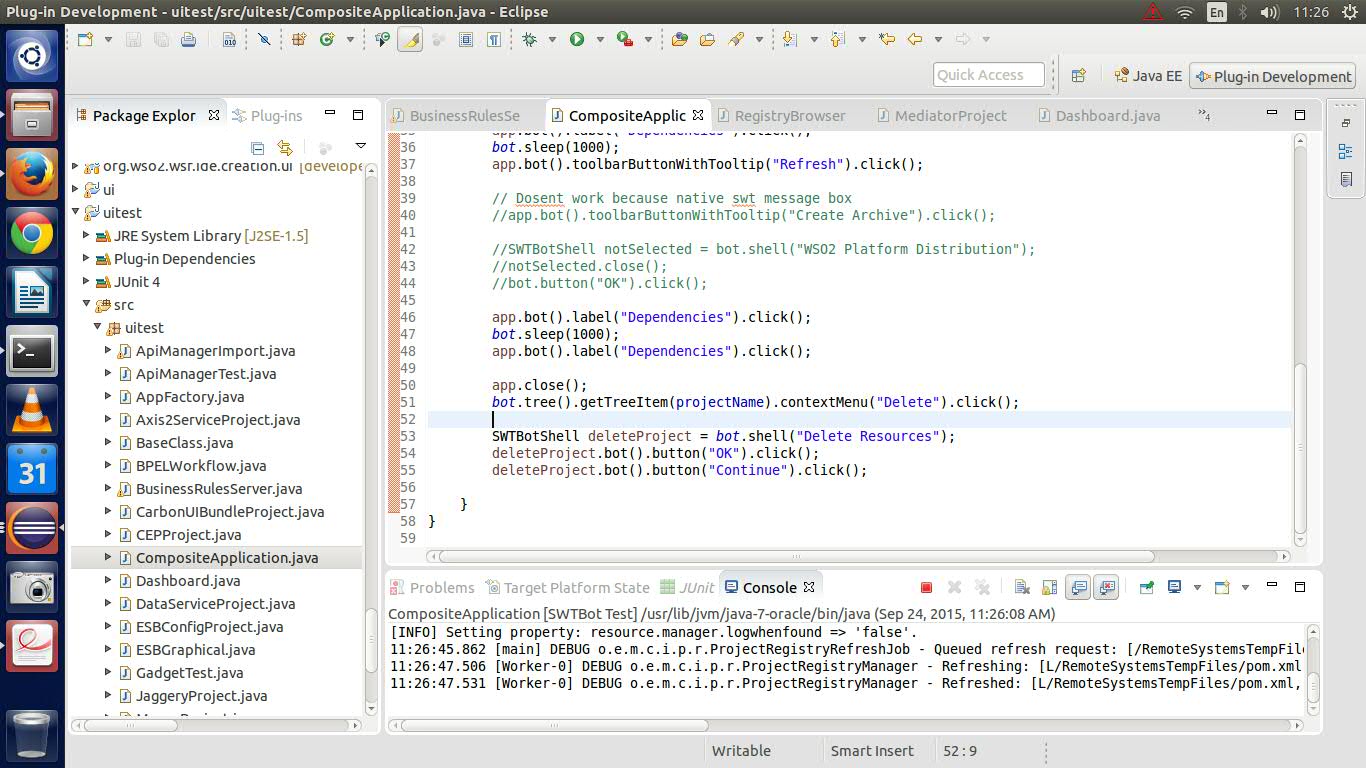 Plug-in Development - uitest/src/uitest/CompositeApplication.java - Eclipse
En
11:26
Quick Access
Java EE
Plug-in Development
Package Explor
Plug-ins
org.wso2.wsf.ide.creation.ui [develope
ui
uitest
JRE System Library [J2SE-1.5]
Plug-in Dependencies
JUnit 4
src
uitest
ApiManagerImport.java
ApiManagerTest.java
AppFactory.java
Axis2ServiceProject.java
BaseClass.java
BPELWorkflow.java
BusinessRulesServer.java
CarbonUIBundleProject.java
CEPProject.java
CompositeApplication.java
Dashboard.java
DataServiceProject.java
ESBConfigProject.java
ESBGraphical.java
GadgetTest.java
JaggeryProject.java
31
BusinessRulesSe
CompositeApplic
RegistryBrowser
MediatorProject
Dashboard.java
»4
35 app.bot().label("Dependencies").click();
36 bot.sleep(1000);
37 app.bot().toolbarButtonWithTooltip("Refresh").click();
38
39 // Dosent work because native swt message box
40 //app.bot().toolbarButtonWithTooltip("Create Archive").click();
41
42 //SWTBotShell notSelected = bot.shell("WSO2 Platform Distribution");
43 //notSelected.close();
44 //bot.button("OK").click();
45
46 app.bot().label("Dependencies").click();
47 bot.sleep(1000);
48 app.bot().label("Dependencies").click();
49
50 app.close();
51 bot.tree().getTreeItem(projectName).contextMenu("Delete").click();
52
53 SWTBotShell deleteProject = bot.shell("Delete Resources");
54 deleteProject.bot().button("OK").click();
55 deleteProject.bot().button("Continue").click();
56
57 }
58 }
59
Problems
Target Platform State
JUnit
Console
CompositeApplication [SWTBot Test] /usr/lib/jvm/java-7-oracle/bin/java (Sep 24, 2015, 11:26:08 AM)
[INFO] Setting property: resource.manager.logwhenfound => 'false'.
11:26:45.862 [main] DEBUG o.e.m.c.i.p.r.ProjectRegistryRefreshJob - Queued refresh request: [/RemoteSystemsTempFile
11:26:47.506 [Worker-0] DEBUG o.e.m.c.i.p.r.ProjectRegistryManager - Refreshing: [L/RemoteSystemsTempFiles/pom.xml
11:26:47.531 [Worker-0] DEBUG o.e.m.c.i.p.r.ProjectRegistryManager - Refreshed: [L/RemoteSystemsTempFiles/pom.xml,
Writable
Smart Insert
52 : 9